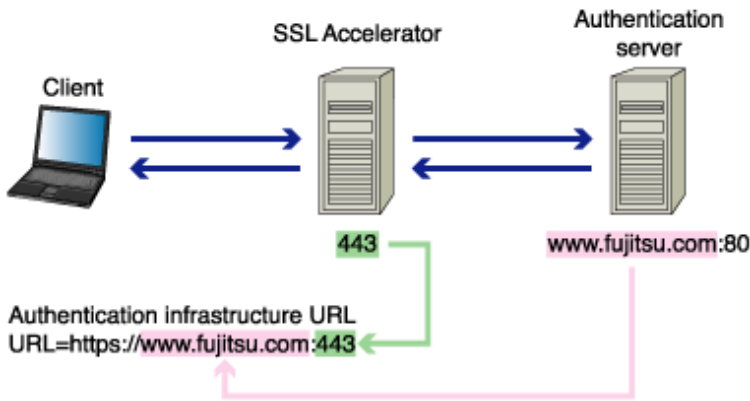 Authentication
server
SSL Accelerator
Client
443
www.fujitsu.com:80
Authentication infrastructure URL
URL=https://www.fujitsu.com:443